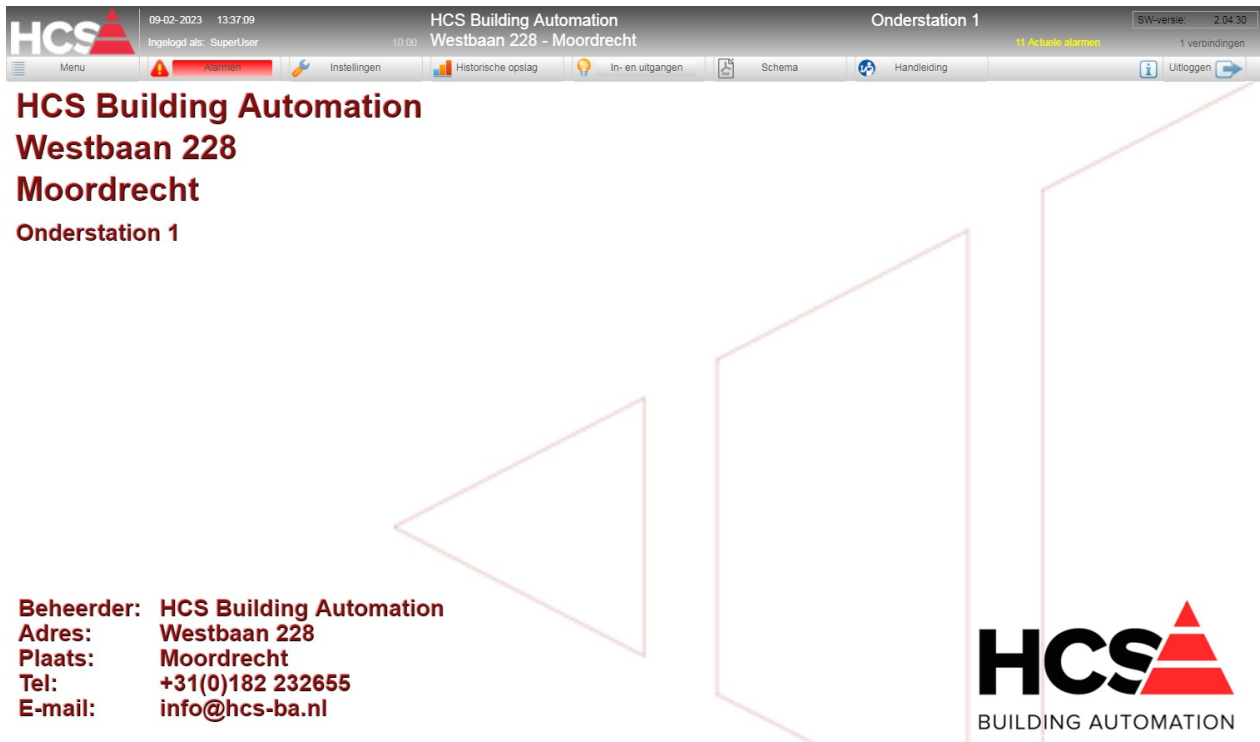 HCS
09-02-2023 13:37:09
Ingelogd als: SuperUser
10:00
HCS Building Automation
Westbaan 228 - Moordrecht
Onderstation 1
11 Actuele alarmen
SW-versie: 2.04.30
1 verbindingen
Menu
Alarmen
Instellingen
Historische opslag
In- en uitgangen
Schema
Handleiding
Uitloggen
HCS Building Automation
Westbaan 228
Moordrecht
Onderstation 1
Beheerder: HCS Building Automation
Adres: Westbaan 228
Plaats: Moordrecht
Tel: +31(0)182 232655
E-mail: info@hcs-ba.nl
HCS
BUILDING AUTOMATION